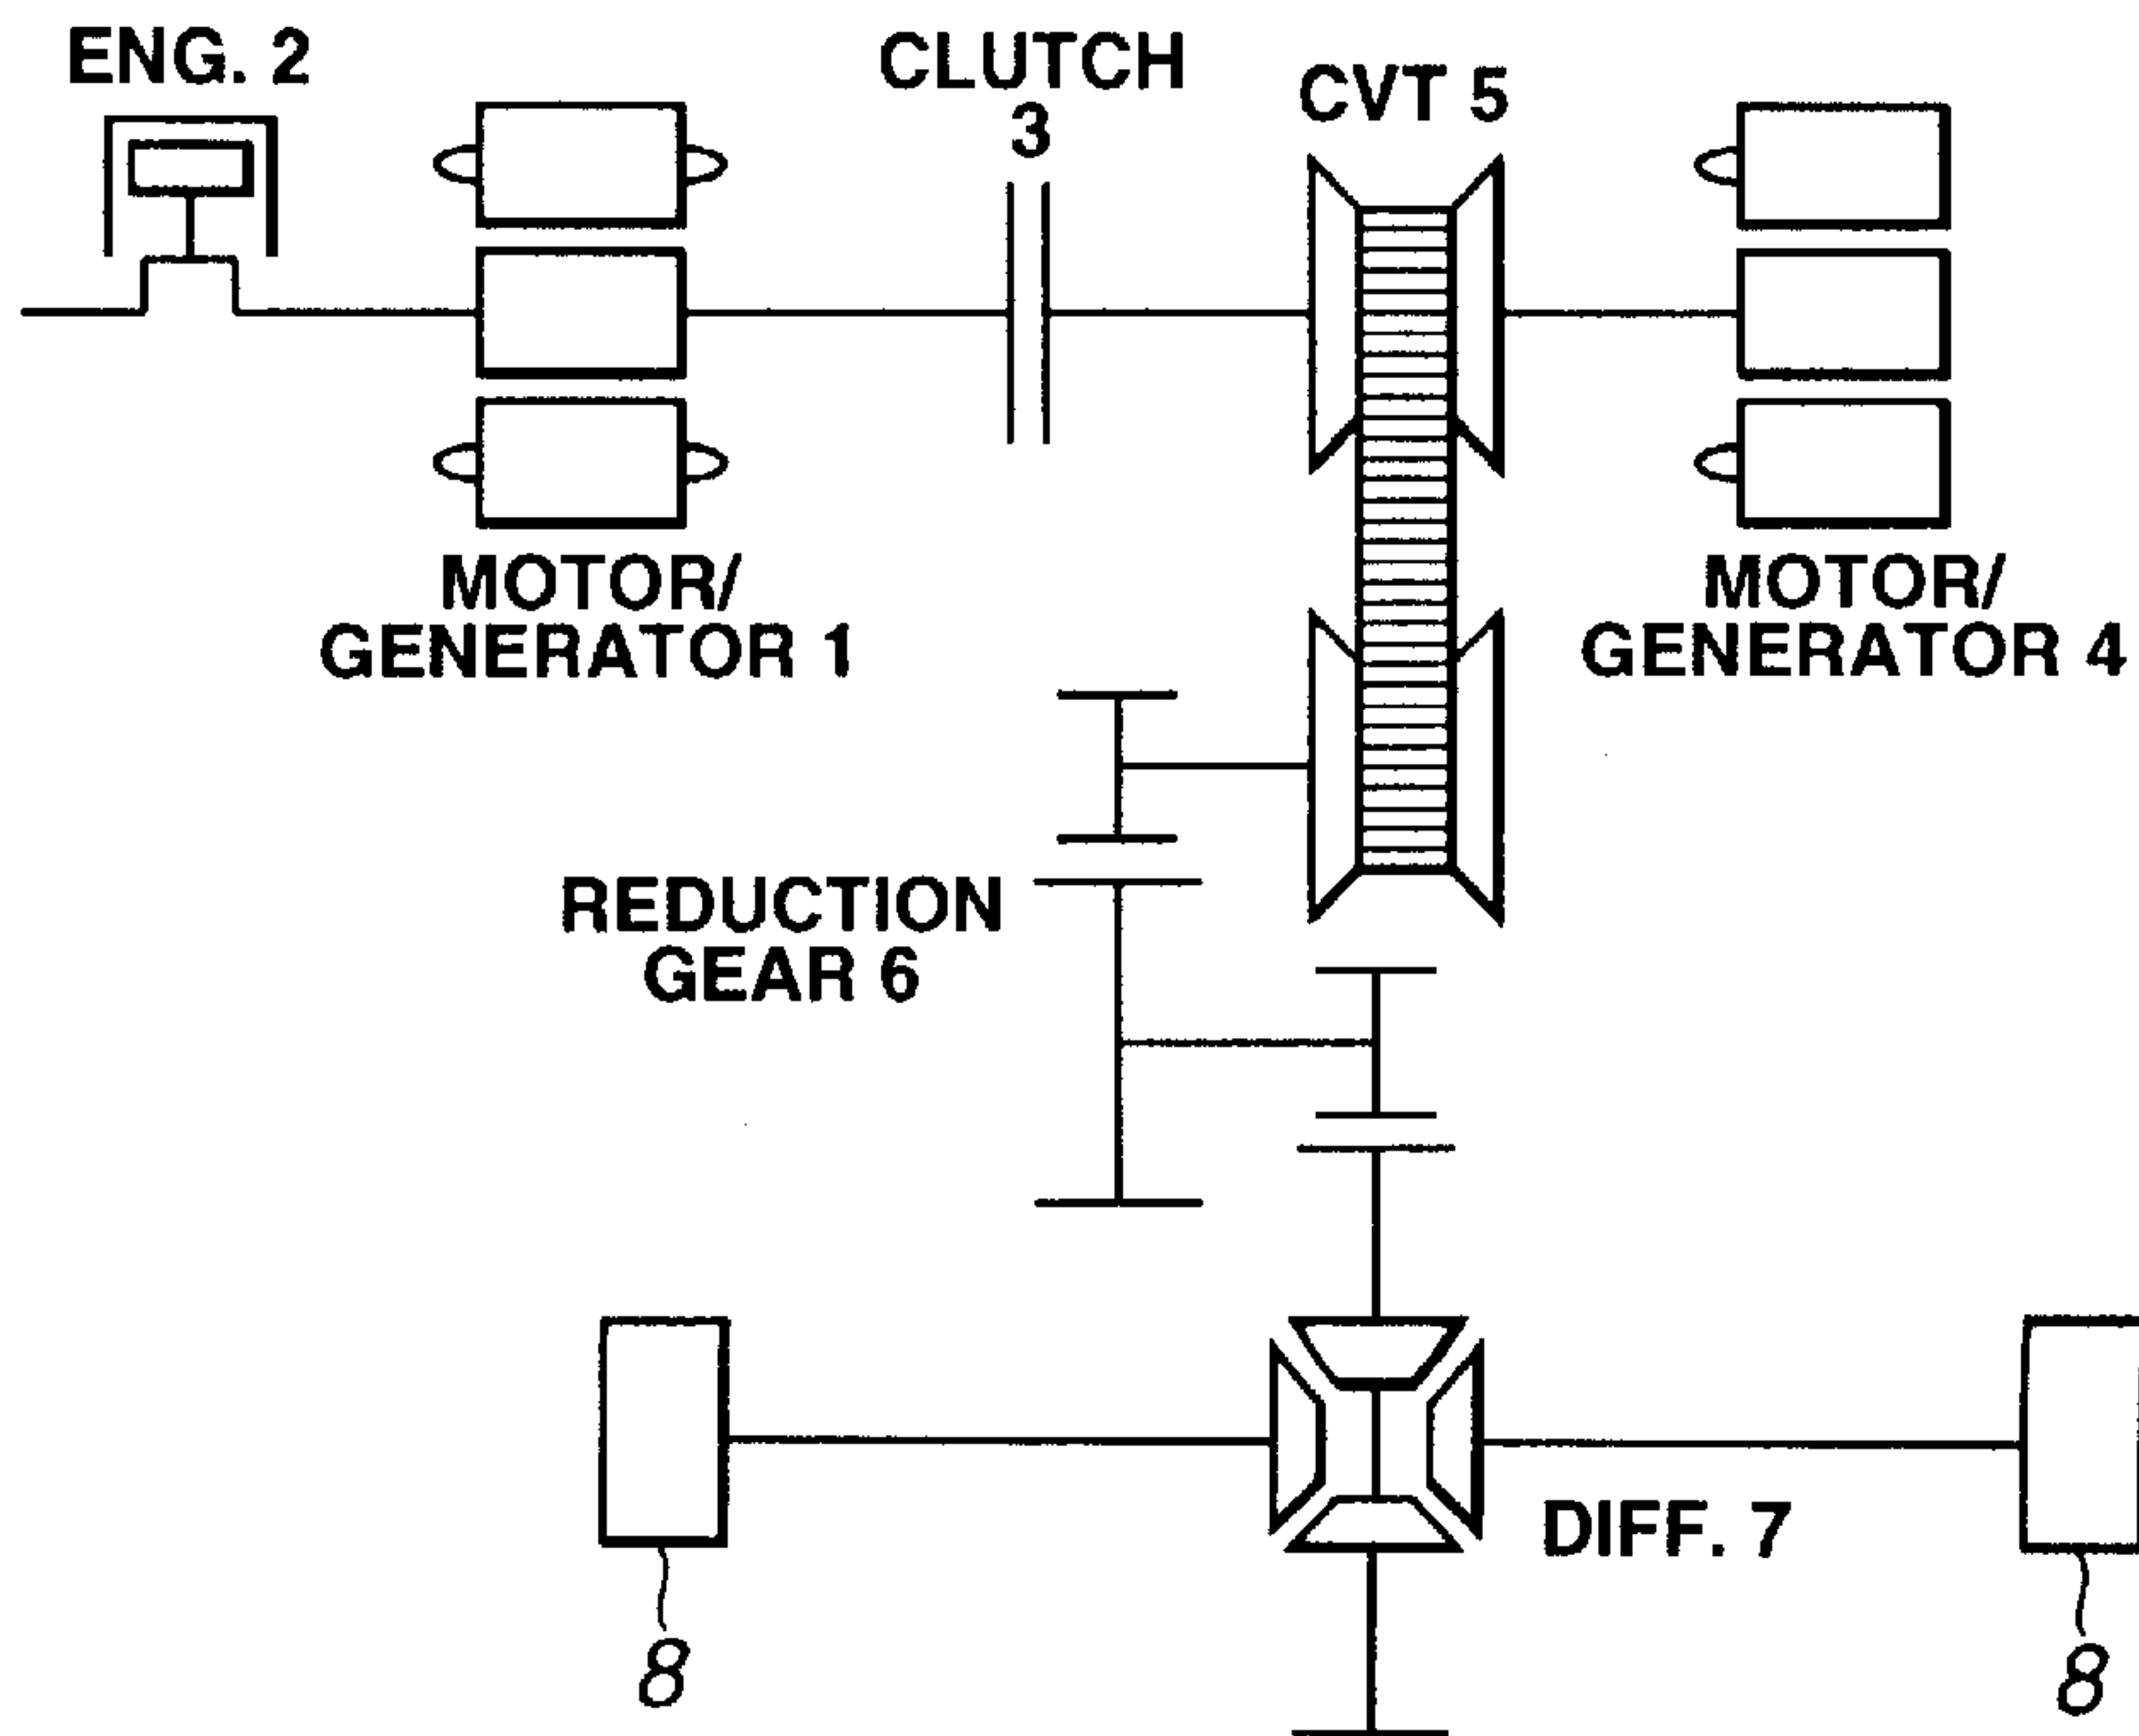 ENG. 2
CLUTCH
3
CVT 5
MOTOR/
GENERATOR 1
MOTOR/
GENERATOR 4
REDUCTION
GEAR 6
DIFF. 7
8
8